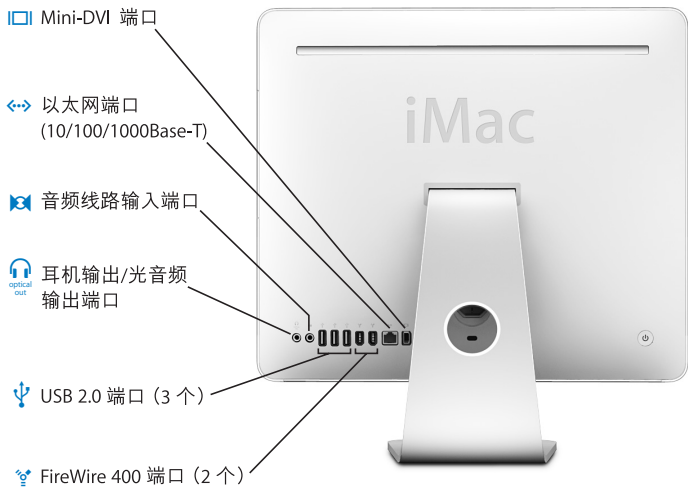 Mini-DVI 端口
以太网端口
(10/100/1000Base-T)
音频线路输入端口
耳机输出/光音频
输出端口
optical
out
USB 2.0 端口(3 个)
FireWire 400 端口(2 个)
iMac